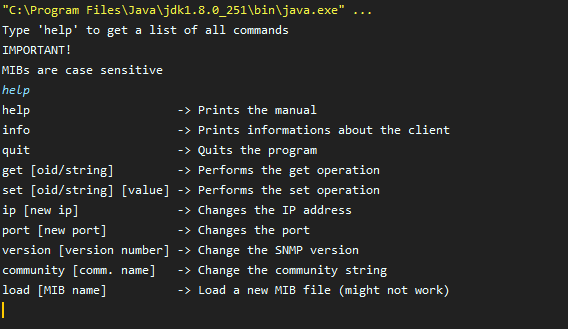 "C:\Program Files\Java\jdk1.8.0_251\bin\java.exe" ...
Type 'help' to get a list of all commands
IMPORTANT!
MIBs are case sensitive
help
help                    -> Prints the manual
info                    -> Prints informations about the client
quit                    -> Quits the program
get [oid/string]        -> Performs the get operation
set [oid/string] [value] -> Performs the set operation
ip [new ip]             -> Changes the IP address
port [new port]         -> Changes the port
version [version number] -> Change the SNMP version
community [comm. name]  -> Change the community string
load [MIB name]         -> Load a new MIB file (might not work)